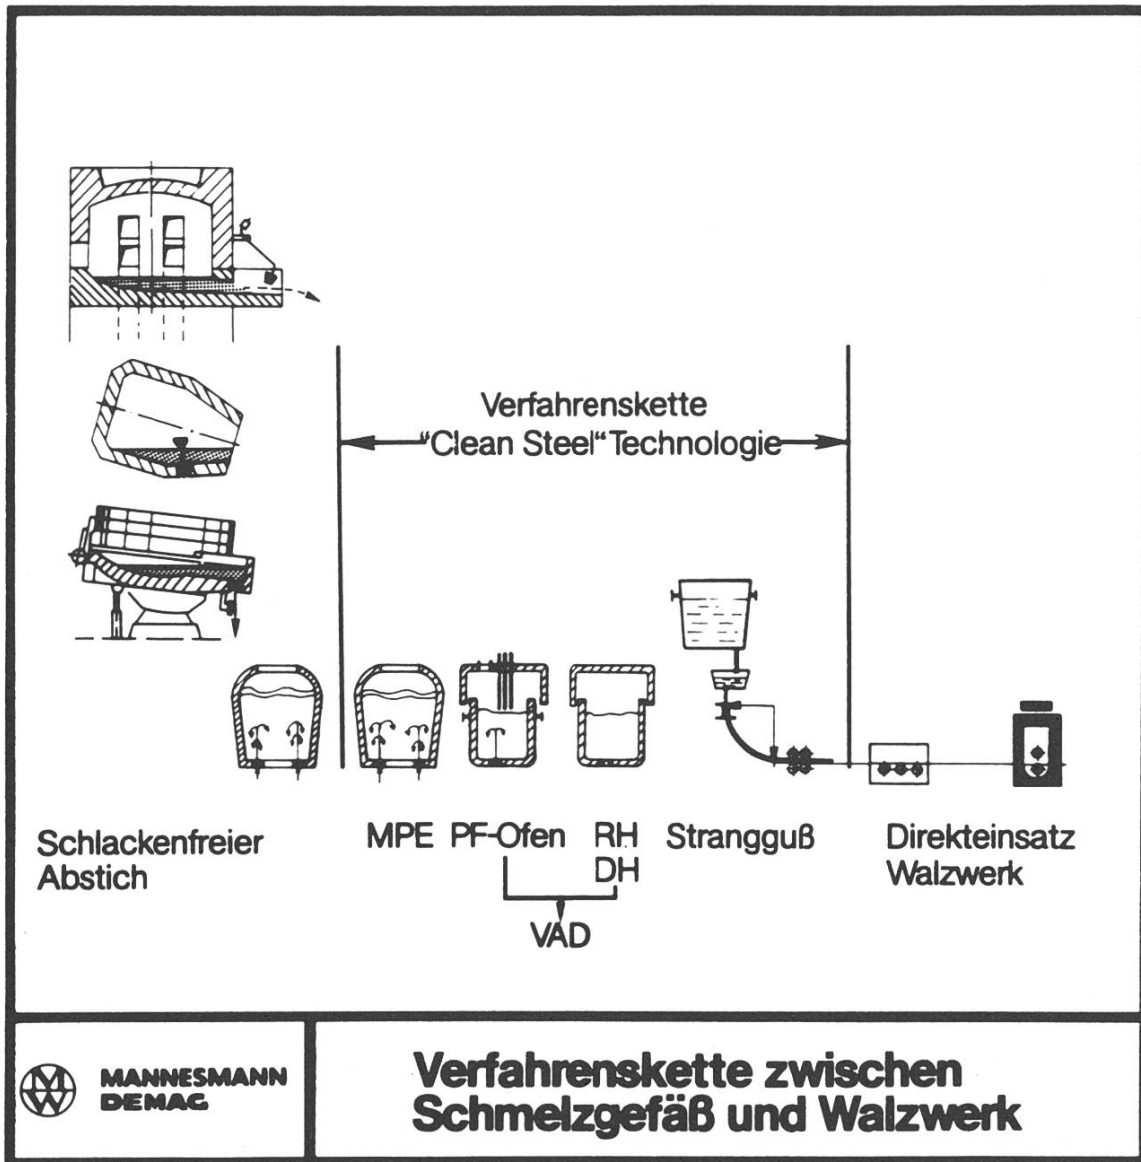 Verfahrenskette
"Clean Steel“ Technologie
Schlackenfreier
Abstich
MPE
PF-Ofen
RH
DH
VAD
Strangguß
Direkteinsatz
Walzwerk
MANNESMANN
DEMAG
Verfahrenskette zwischen
Schmelzgefäß und Walzwerk